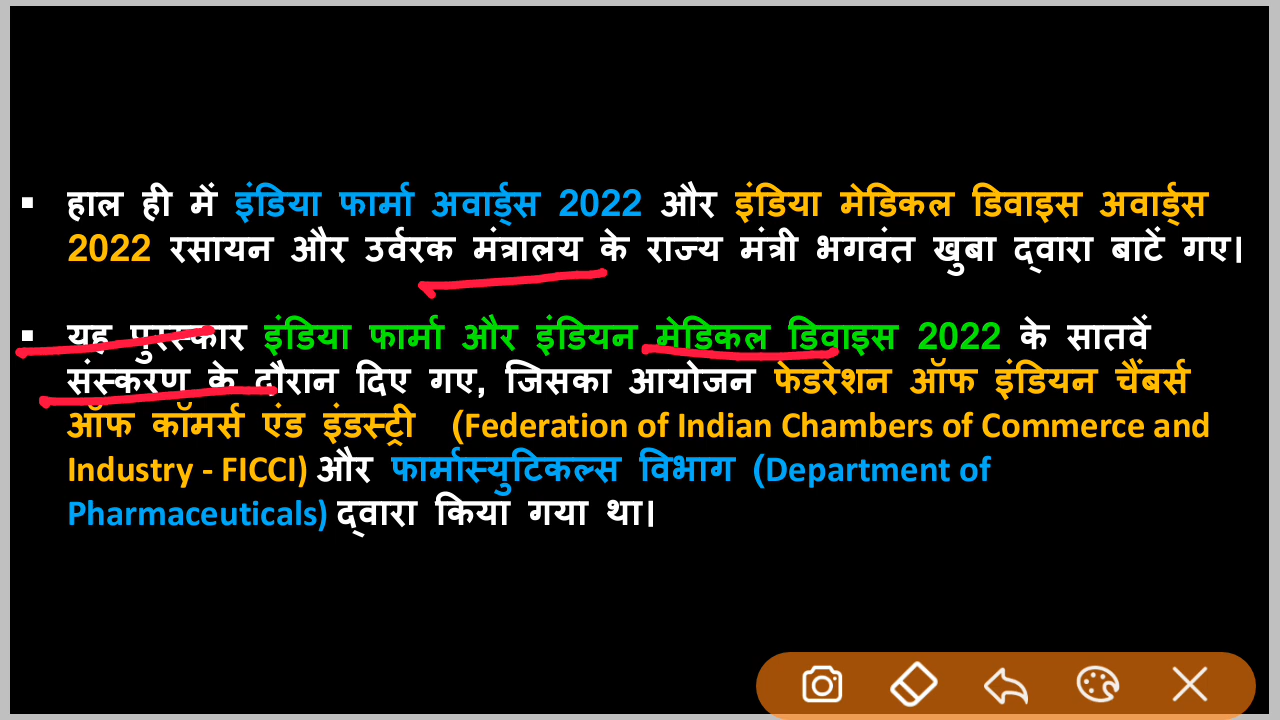 ▪ हाल ही में इंडिया फार्मा अवार्ड्स 2022 और इंडिया मेडिकल डिवाइस अवार्ड्स
2022 रसायन और उर्वरक मंत्रालय के राज्य मंत्री भगवंत खुबा द्वारा बाटें गए।
▪ यह पुरस्कार इंडिया फार्मा और इंडियन मेडिकल डिवाइस 2022 के सातवें
संस्करण के दौरान दिए गए, जिसका आयोजन फेडरेशन ऑफ इंडियन चैंबर्स
ऑफ कॉमर्स एंड इंडस्ट्री (Federation of Indian Chambers of Commerce and
Industry - FICCI) और फार्मास्युटिकल्स विभाग (Department of
Pharmaceuticals) द्वारा किया गया था।